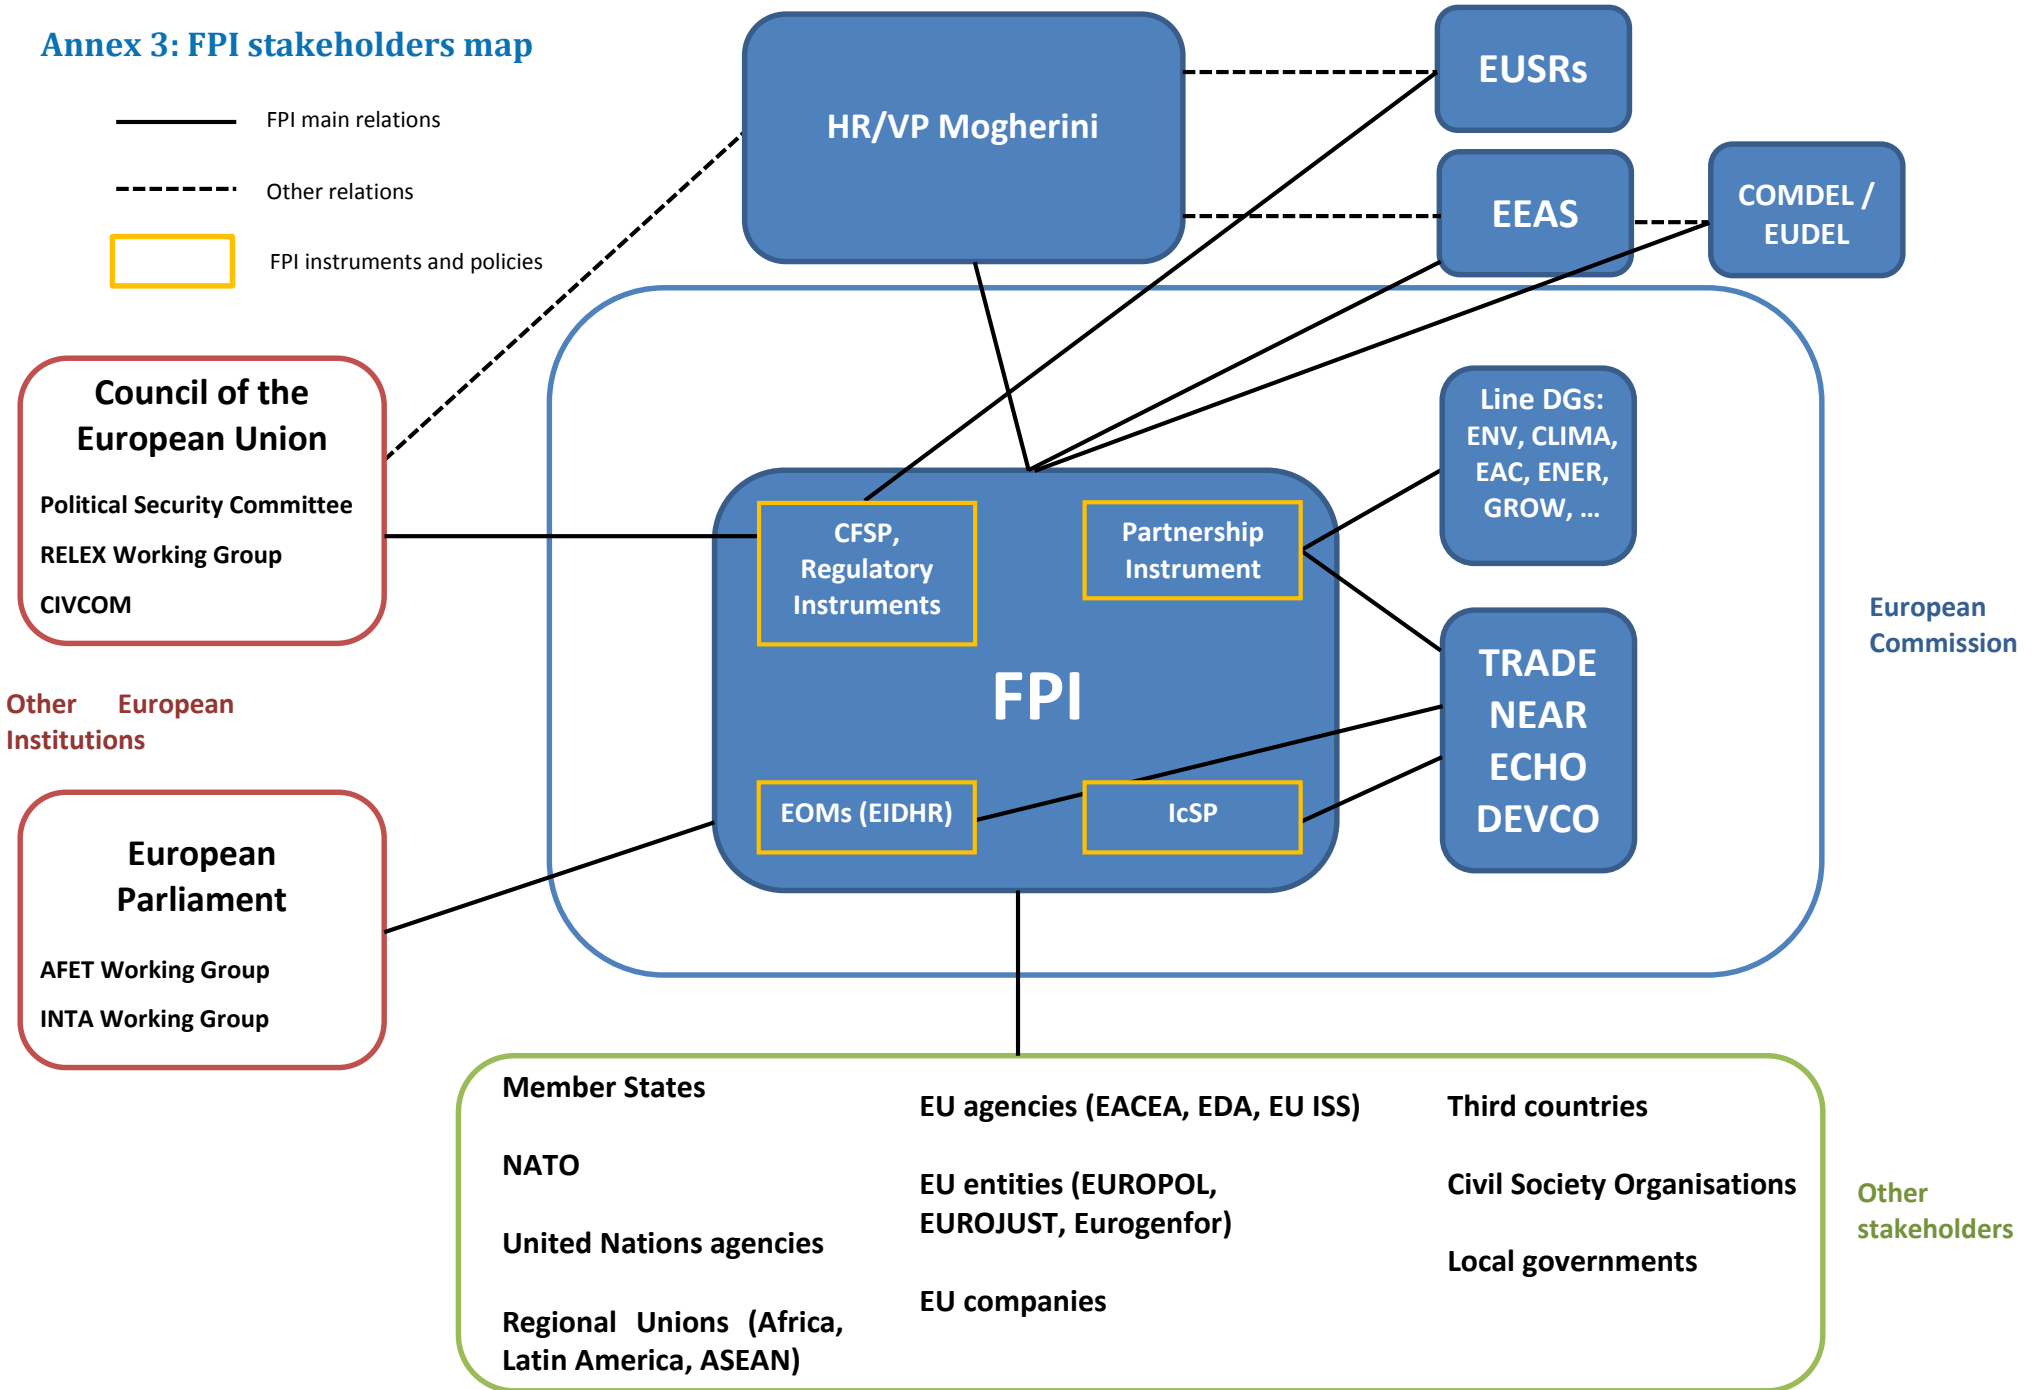 Annex 3: FPI stakeholders map
FPI main relations
Other relations
FPI instruments and policies
HR/VP Mogherini
EUSRs
EEAS
COMDEL /
EUDEL
Council of the
European Union
Political Security Committee
RELEX Working Group
CIVCOM
Line DGs:
ENV, CLIMA,
EAC, ENER,
GROW, ...
CFSP,
Regulatory
Instruments
Partnership
Instrument
European
Commission
FPI
TRADE
NEAR
ECHO
DEVCO
Other European
Institutions
EOMs (EIDHR)
IcSP
European
Parliament
AFET Working Group
INTA Working Group
Member States
NATO
United Nations agencies
Regional Unions (Africa,
Latin America, ASEAN)
EU agencies (EACEA, EDA, EU ISS)
EU entities (EUROPOL,
EUROJUST, Eurogenfor)
EU companies
Third countries
Civil Society Organisations
Local governments
Other
stakeholders